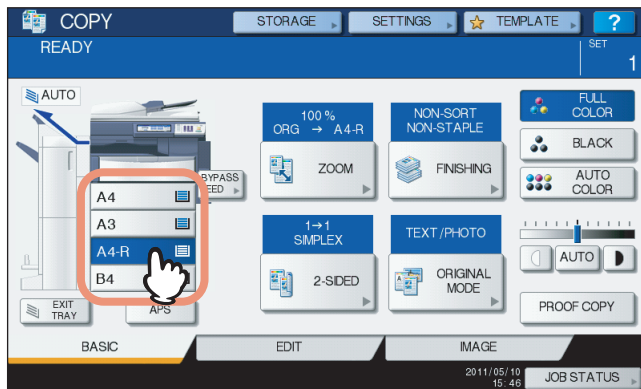 COPY
STORAGE
SETTINGS
TEMPLATE
?
READY
SET
1
AUTO
BYPASS
FEED
A4
A3
A4-R
B4
EXIT
TRAY
APS
100 %
ORG → A4-R
ZOOM
NON-SORT
NON-STAPLE
FINISHING
1→1
SIMPLEX
2-SIDED
TEXT/PHOTO
ORIGINAL
MODE
FULL
COLOR
BLACK
AUTO
COLOR
AUTO
PROOF COPY
BASIC
EDIT
IMAGE
2011/05/10
15:46
JOB STATUS